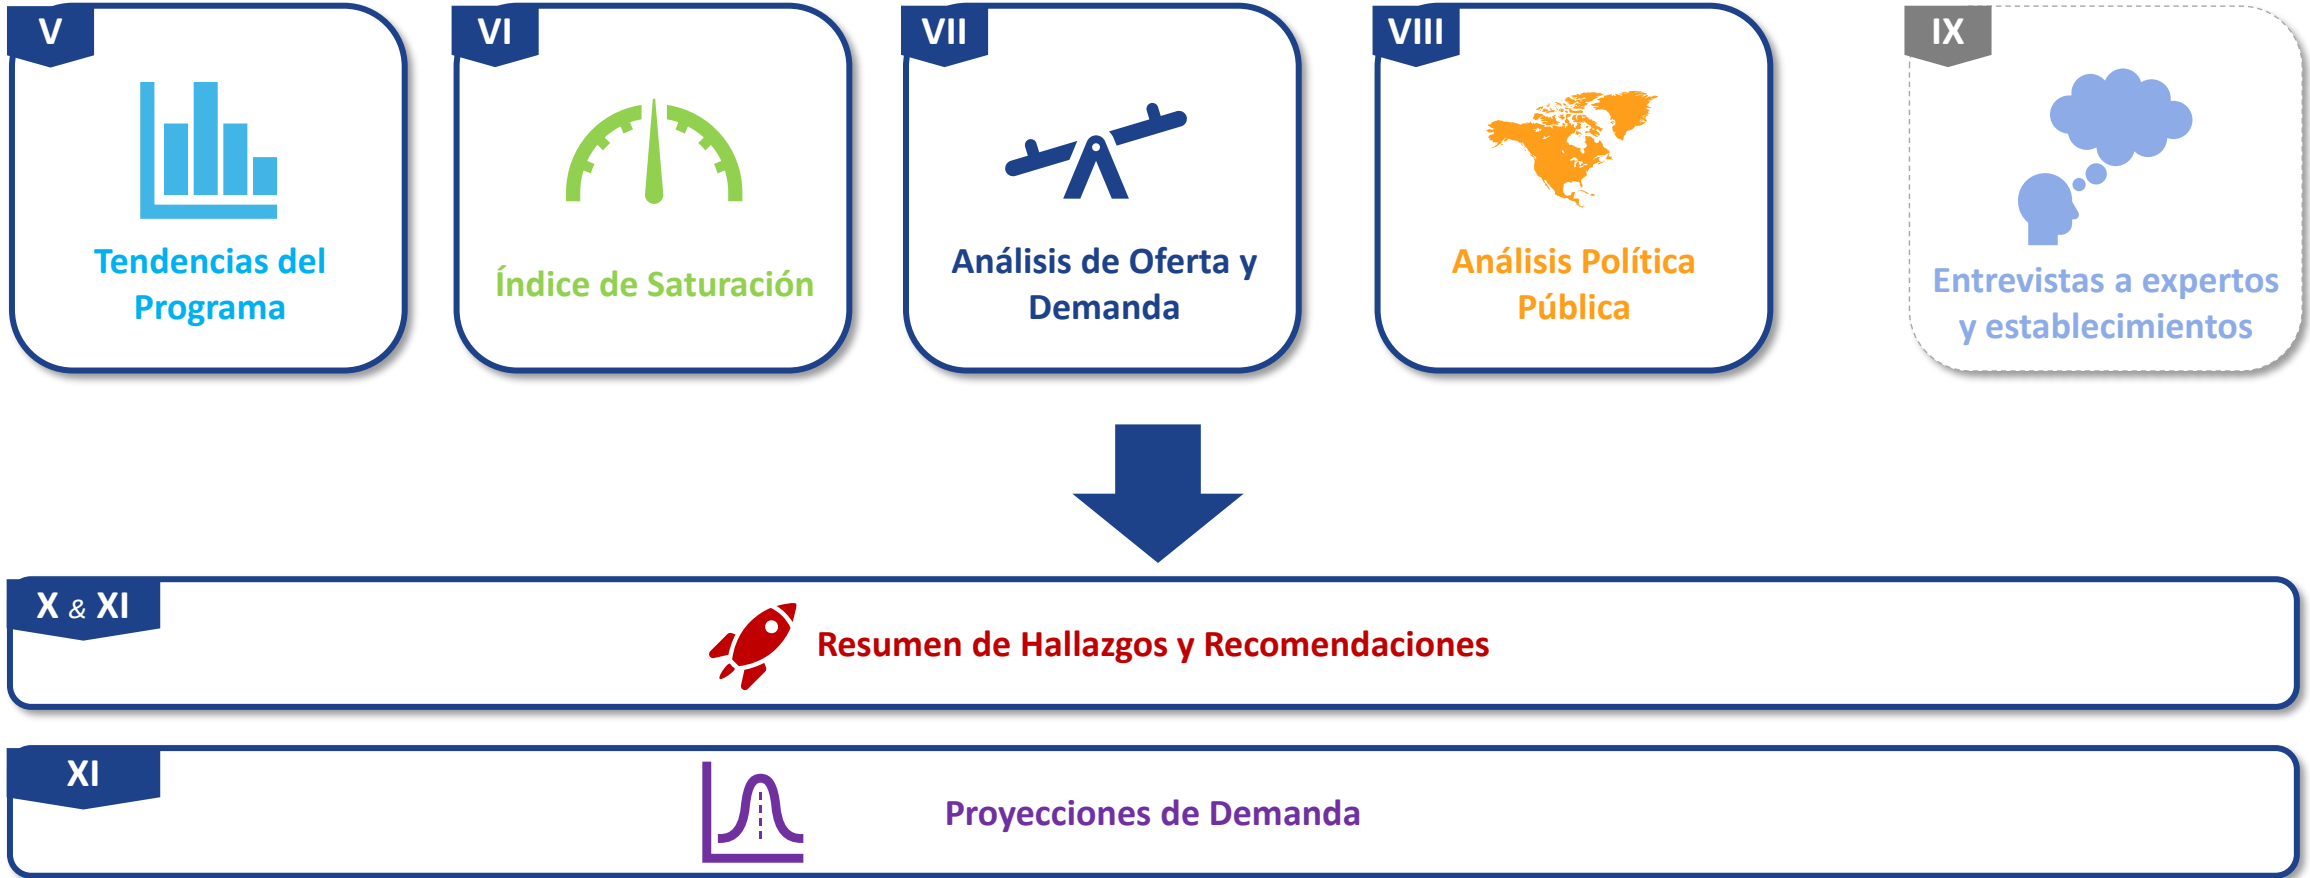 V
Tendencias del
Programa
VI
Índice de Saturación
VII
Análisis de Oferta y
Demanda
VIII
Análisis Política
Pública
IX
Entrevistas a expertos
y establecimientos
X & XI
Resumen de Hallazgos y Recomendaciones
XI
Proyecciones de Demanda